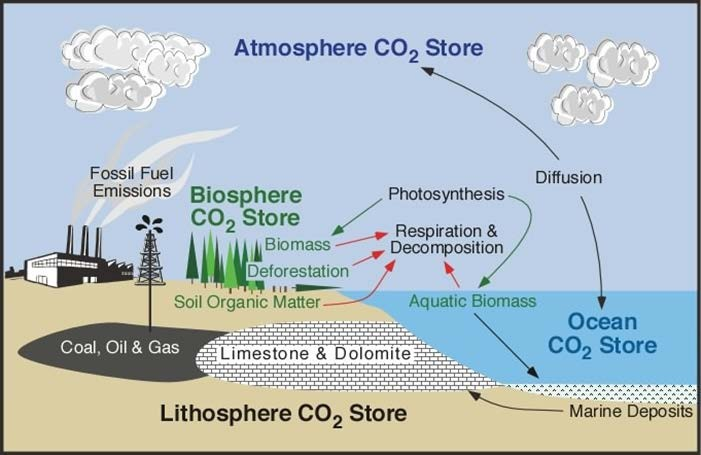 Atmosphere CO₂ Store
Fossil Fuel
Emissions
Biosphere
CO₂ Store
Photosynthesis
Diffusion
Biomass
Respiration &
Decomposition
Deforestation
Soil Organic Matter
Aquatic Biomass
Ocean
CO₂ Store
Coal, Oil & Gas
Limestone & Dolomite
Lithosphere CO₂ Store
Marine Deposits